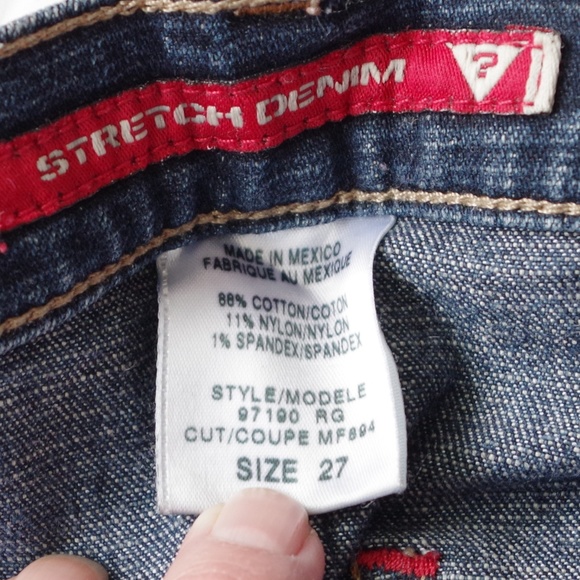 STRETCH DENIM ?
MADE IN MEXICO
FABRIQUE AU MEXIQUE
88% COTTON/COTON
11% NYLON/NYLON
1% SPANDEX/SPANDEX
STYLE/MODELE
97190 RG
CUT/COUPE MF894
SIZE 27